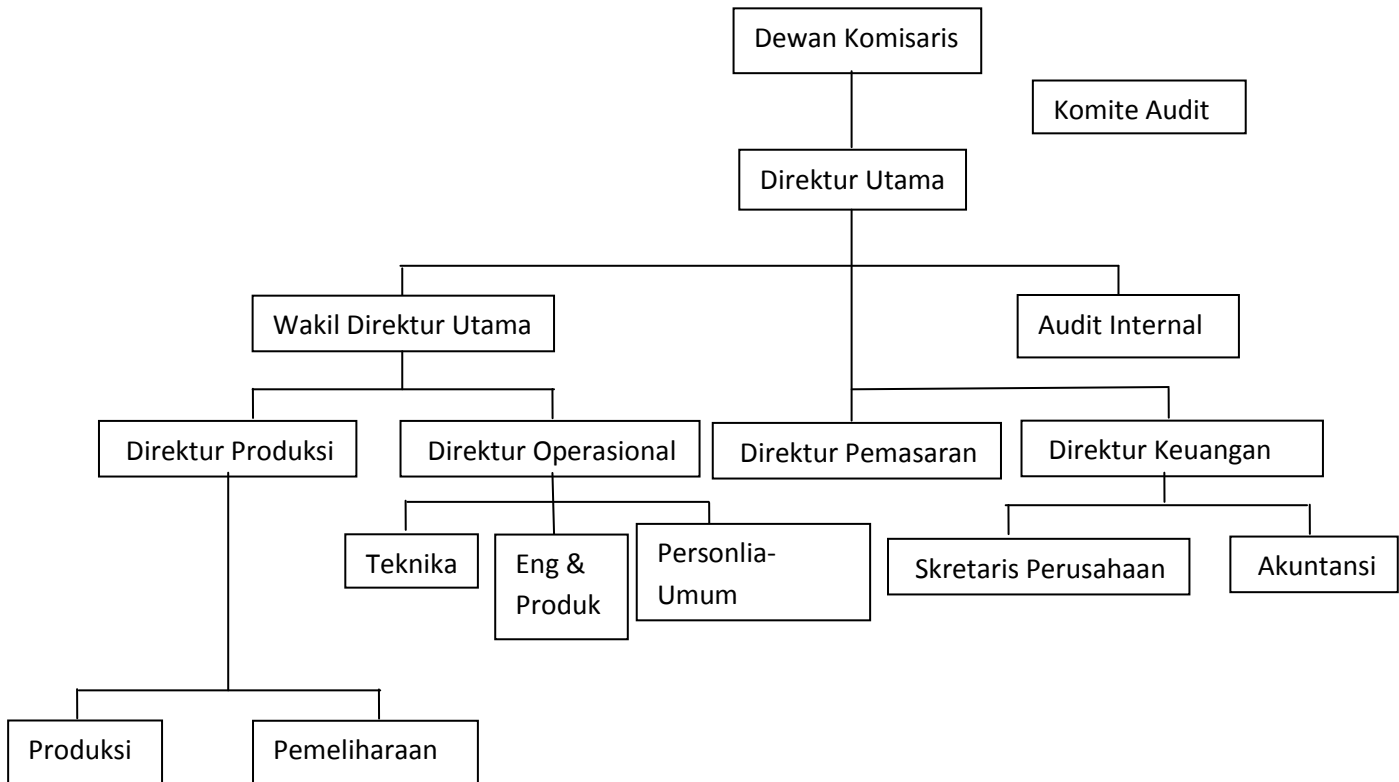 Dewan Komisaris
Komite Audit
Direktur Utama
Wakil Direktur Utama
Audit Internal
Direktur Produksi
Direktur Operasional
Direktur Pemasaran
Direktur Keuangan
Teknika
Eng &
Produk
Personlia-
Umum
Skretaris Perusahaan
Akuntansi
Produksi
Pemeliharaan